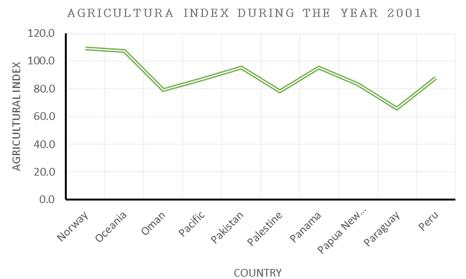 AGRICULTURA INDEX DURING THE YEAR 2001
AGRICULTURAL INDEX
120.0
100.0
80.0
60.0
40.0
20.0
0.0
Norway
Oceania
Oman
Pacific
Pakistan
Palestine
Panama
Papua New...
Paraguay
Peru
COUNTRY